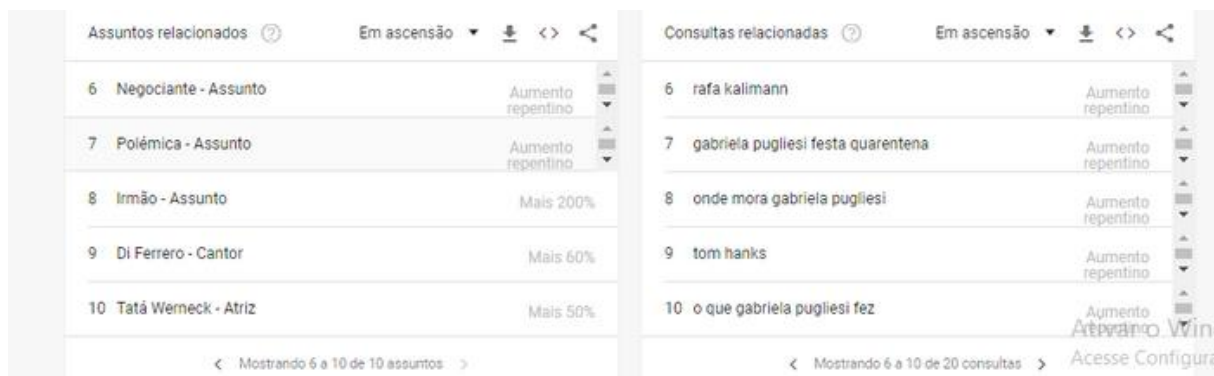 Assuntos relacionados ? Em ascensão
6 Negociante - Assunto Aumento repentino
7 Polémica - Assunto Aumento repentino
8 Irmão - Assunto Mais 200%
9 Di Ferrero - Cantor Mais 60%
10 Tatá Werneck - Atriz Mais 50%
Mostrando 6 a 10 de 10 assuntos
Consultas relacionadas ? Em ascensão
6 rafa kalimann Aumento repentino
7 gabriela pugliesi festa quarentena Aumento repentino
8 onde mora gabriela pugliesi Aumento repentino
9 tom hanks Aumento repentino
10 o que gabriela pugliesi fez Aumento repentino
Mostrando 6 a 10 de 20 consultas
Ativar o Win
Acesse Configura